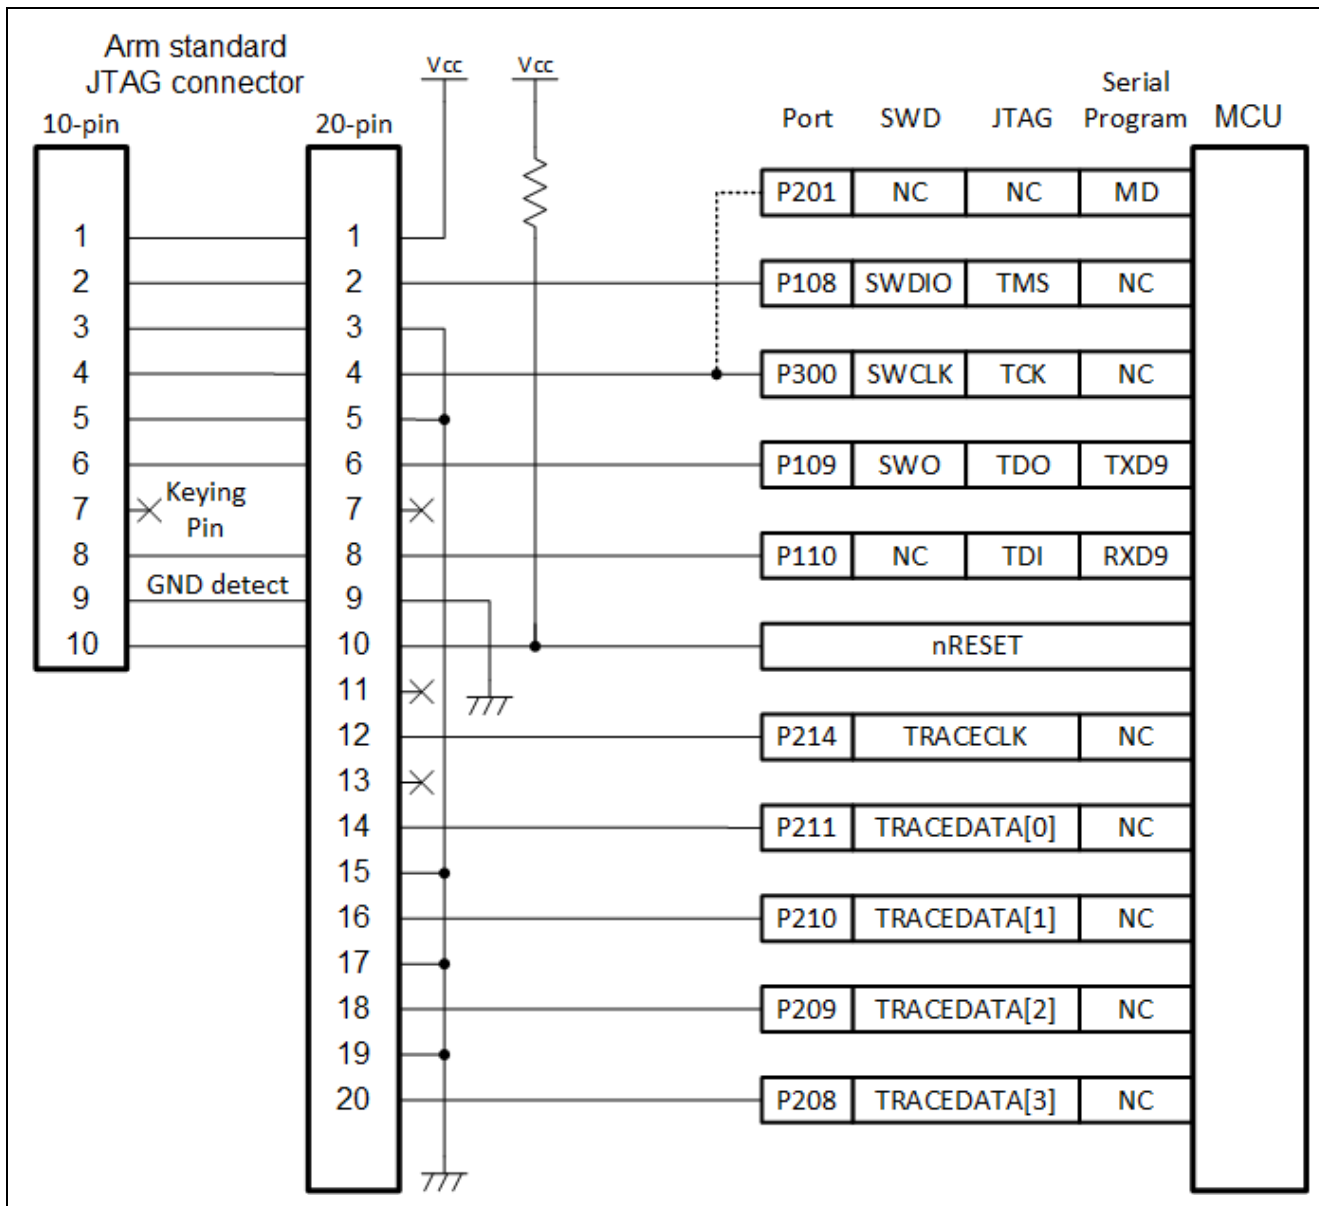 Arm standard
JTAG connector
10-pin
20-pin
Vcc
Vcc
Port
SWD
JTAG
Serial
Program
MCU
P201 NC NC MD
1 1
2 2 P108 SWDIO TMS NC
3 3
4 4 P300 SWCLK TCK NC
5 5
6 6 P109 SWO TDO TXD9
7 Keying
Pin
7
8 8 P110 NC TDI RXD9
9 GND detect 9
10 10 nRESET
11
12 P214 TRACECLK NC
13
14 P211 TRACEDATA[0] NC
15
16 P210 TRACEDATA[1] NC
17
18 P209 TRACEDATA[2] NC
19
20 P208 TRACEDATA[3] NC